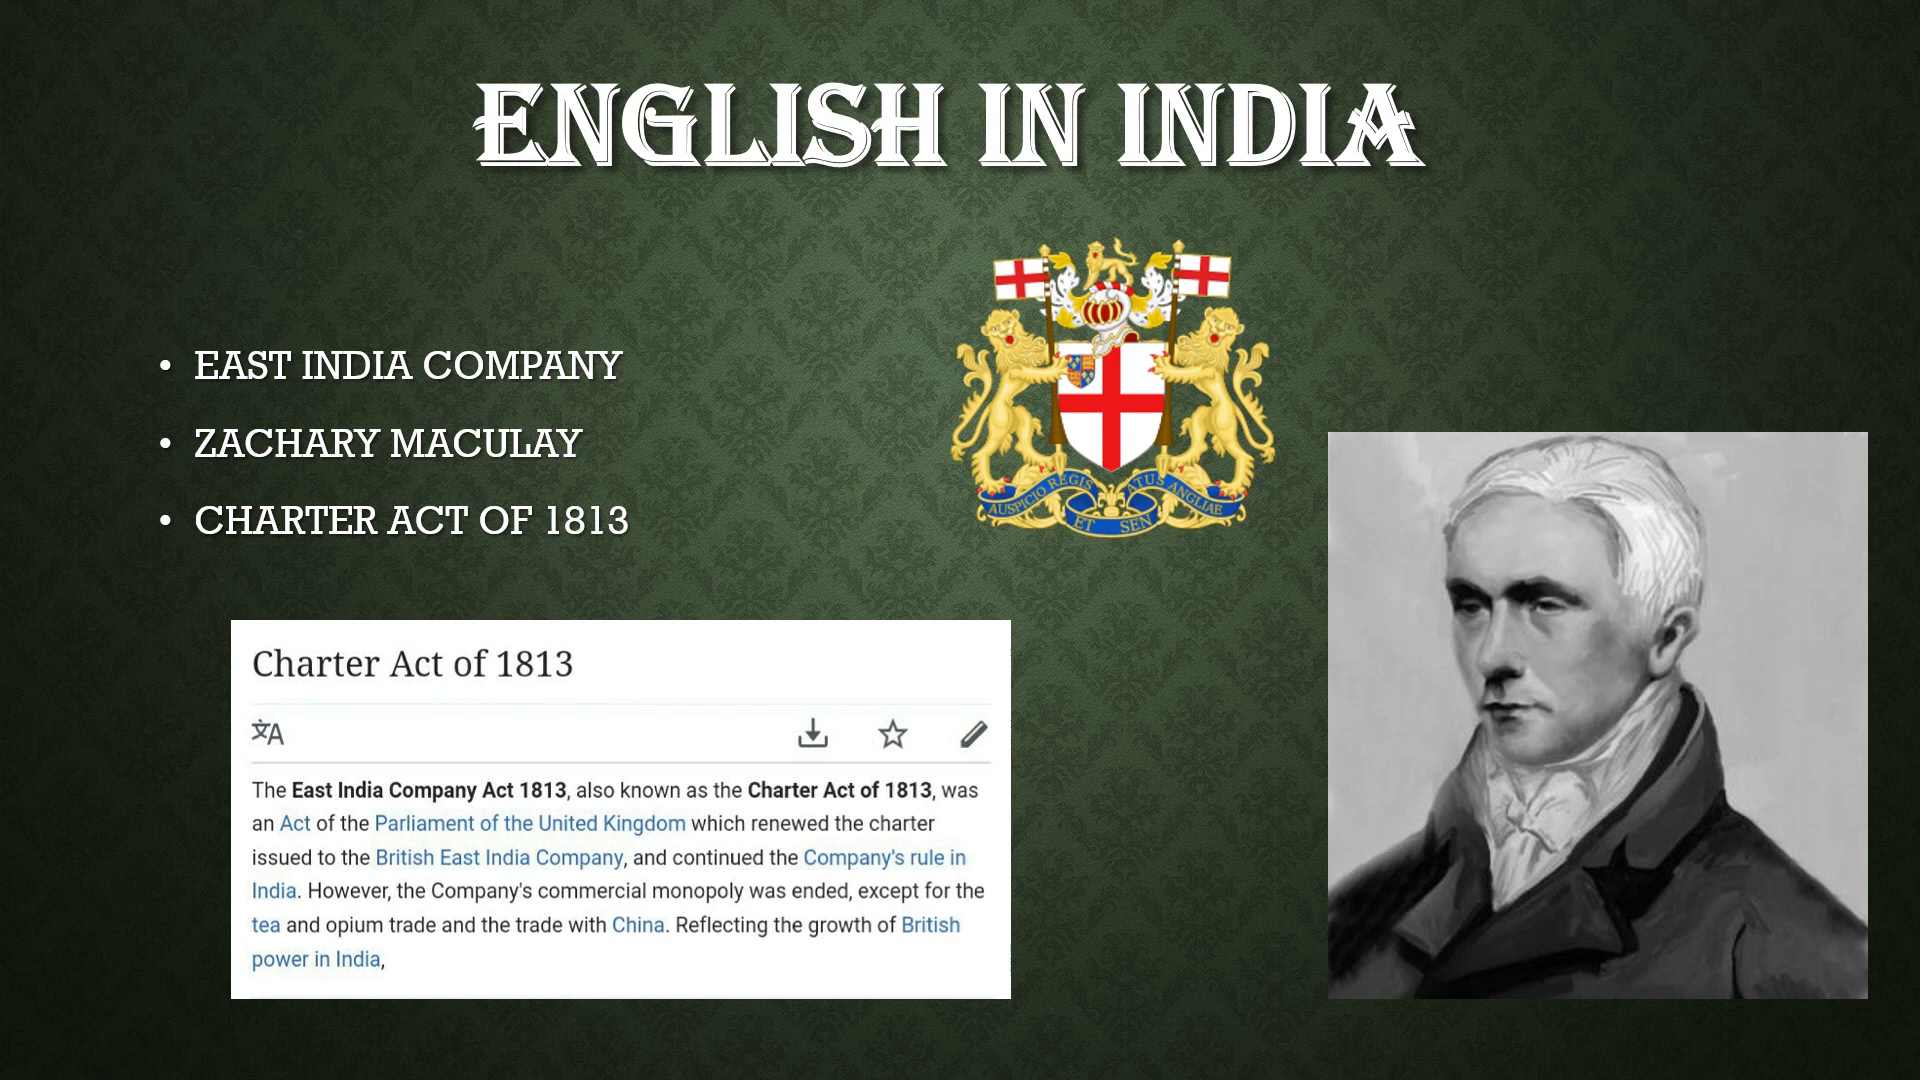 ENGLISH IN INDIA
• EAST INDIA COMPANY
• ZACHARY MACULAY
• CHARTER ACT OF 1813
AUSPICIO REGIS ET SEN ATUS ANGLIAE
Charter Act of 1813
文A
The East India Company Act 1813, also known as the Charter Act of 1813, was
an Act of the Parliament of the United Kingdom which renewed the charter
issued to the British East India Company, and continued the Company's rule in
India. However, the Company's commercial monopoly was ended, except for the
tea and opium trade and the trade with China. Reflecting the growth of British
power in India,